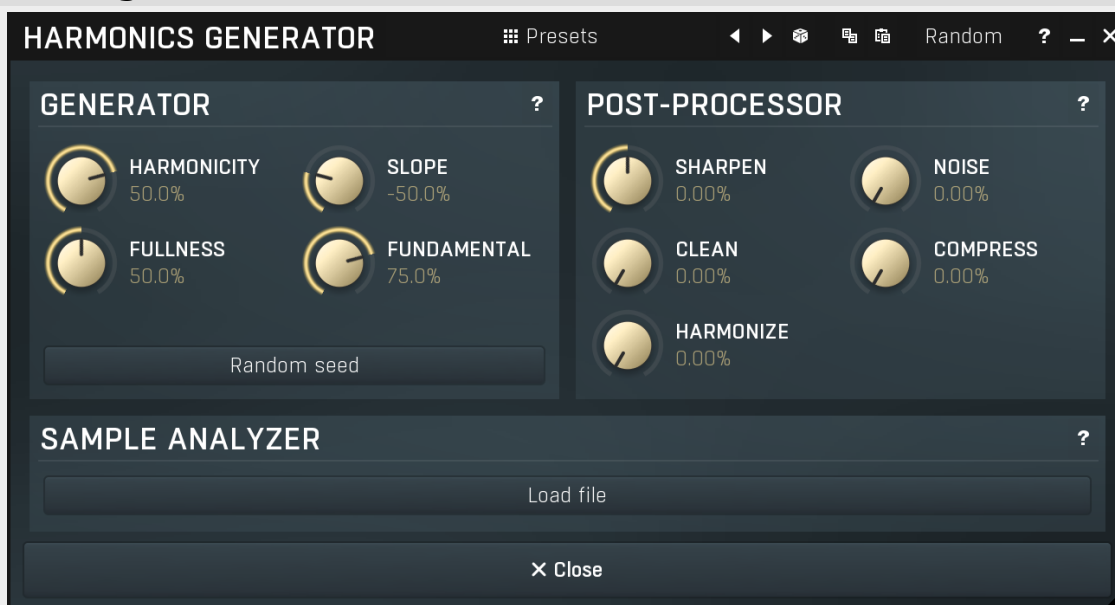 HARMONICS GENERATOR Presets Random ? – ×
GENERATOR ?
HARMONICITY
50.0%
SLOPE
-50.0%
FULLNESS
50.0%
FUNDAMENTAL
75.0%
Random seed
POST-PROCESSOR ?
SHARPEN
0.00%
NOISE
0.00%
CLEAN
0.00%
COMPRESS
0.00%
HARMONIZE
0.00%
SAMPLE ANALYZER ?
Load file
× Close